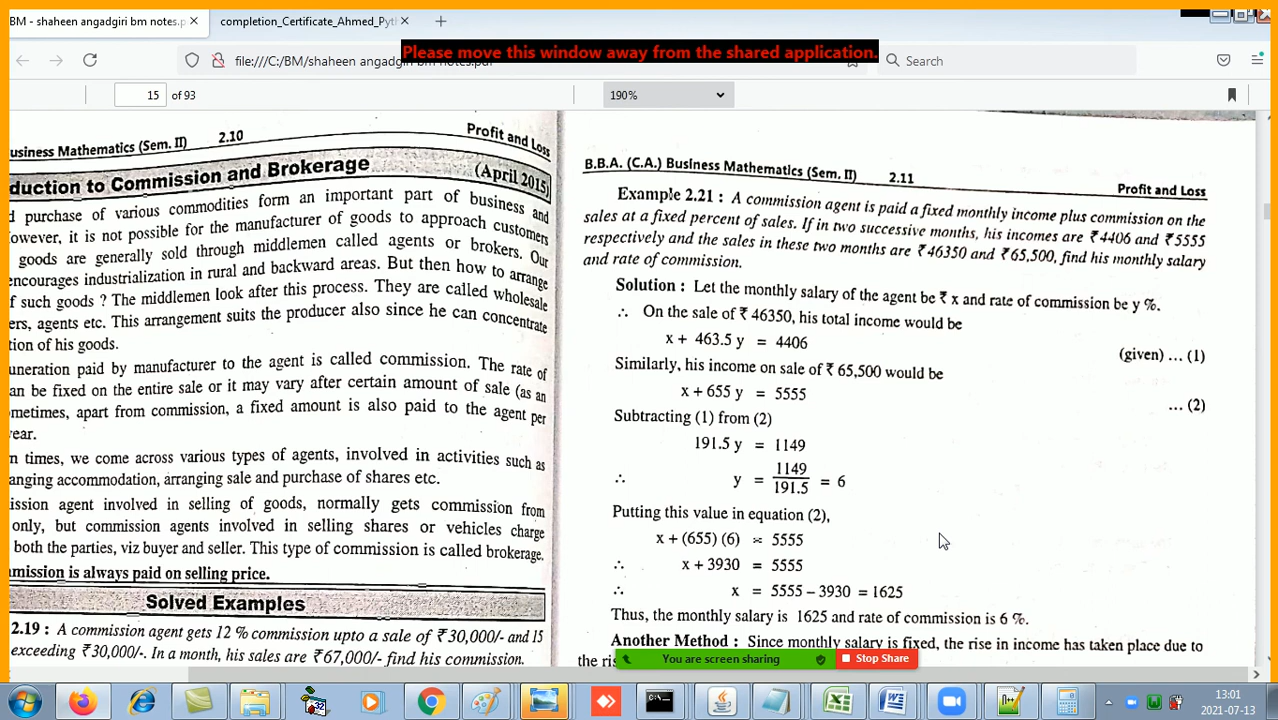 BM - shaheen angadgiri bm notes.p
completion_Certificate_Ahmed_Pyt
Please move this window away from the shared application.
file:///C:/BM/shaheen angadgiri bm notes.pdf
Search
15 of 93
190%
usiness Mathematics (Sem. II) 2.10 Profit and Loss
duction to Commission and Brokerage (April 2015)
d purchase of various commodities form an important part of business and
owever, it is not possible for the manufacturer of goods to approach customers
goods are generally sold through middlemen called agents or brokers. Our
encourages industrialization in rural and backward areas. But then how to arrange
f such goods ? The middlemen look after this process. They are called wholesale
ers, agents etc. This arrangement suits the producer also since he can concentrate
tion of his goods.
uneration paid by manufacturer to the agent is called commission. The rate of
an be fixed on the entire sale or it may vary after certain amount of sale (as an
ometimes, apart from commission, a fixed amount is also paid to the agent per
year.
n times, we come across various types of agents, involved in activities such as
anging accommodation, arranging sale and purchase of shares etc.
ission agent involved in selling of goods, normally gets commission from
only, but commission agents involved in selling shares or vehicles charge
both the parties, viz buyer and seller. This type of commission is called brokerage.
mission is always paid on selling price.
Solved Examples
2.19 : A commission agent gets 12 % commission upto a sale of ₹30,000/- and 15
exceeding ₹30,000/-. In a month, his sales are ₹67,000/- find his commission.
B.B.A. (C.A.) Business Mathematics (Sem. II) 2.11 Profit and Loss
Example 2.21 : A commission agent is paid a fixed monthly income plus commission on the
sales at a fixed percent of sales. If in two successive months, his incomes are ₹4406 and ₹5555
respectively and the sales in these two months are ₹46350 and ₹65,500, find his monthly salary
and rate of commission.
Solution : Let the monthly salary of the agent be ₹ x and rate of commission be y %.
∴ On the sale of ₹ 46350, his total income would be
x + 463.5 y = 4406 (given) ... (1)
Similarly, his income on sale of ₹ 65,500 would be
x + 655 y = 5555 ... (2)
Subtracting (1) from (2)
191.5 y = 1149
∴ y = 1149/191.5 = 6
Putting this value in equation (2),
x + (655) (6) = 5555
∴ x + 3930 = 5555
∴ x = 5555 – 3930 = 1625
Thus, the monthly salary is 1625 and rate of commission is 6 %.
Another Method : Since monthly salary is fixed, the rise in income has taken place due to
the ris
You are screen sharing
Stop Share
32
13:01
2021-07-13